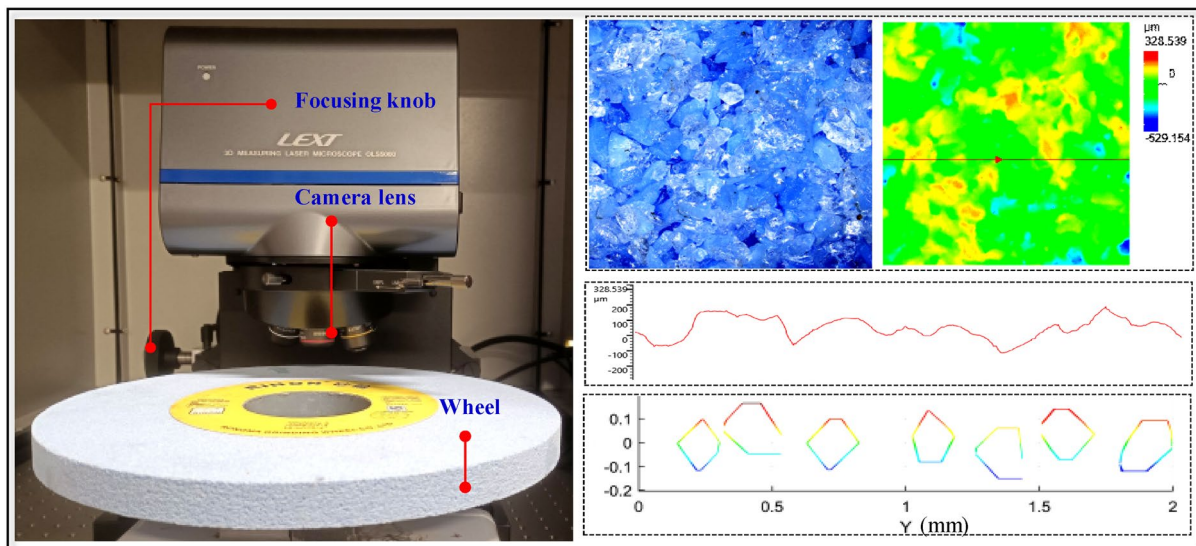 POWER
Focusing knob
LEXT
3D MEASURING LASER MICROSCOPE OLS5000
Camera lens
Wheel
µm
328.539
-529.154
328.539
µm
200
100
0
-100
-200
0.1
0
-0.1
-0.2
0
0.5
1
1.5
2
Y (mm)